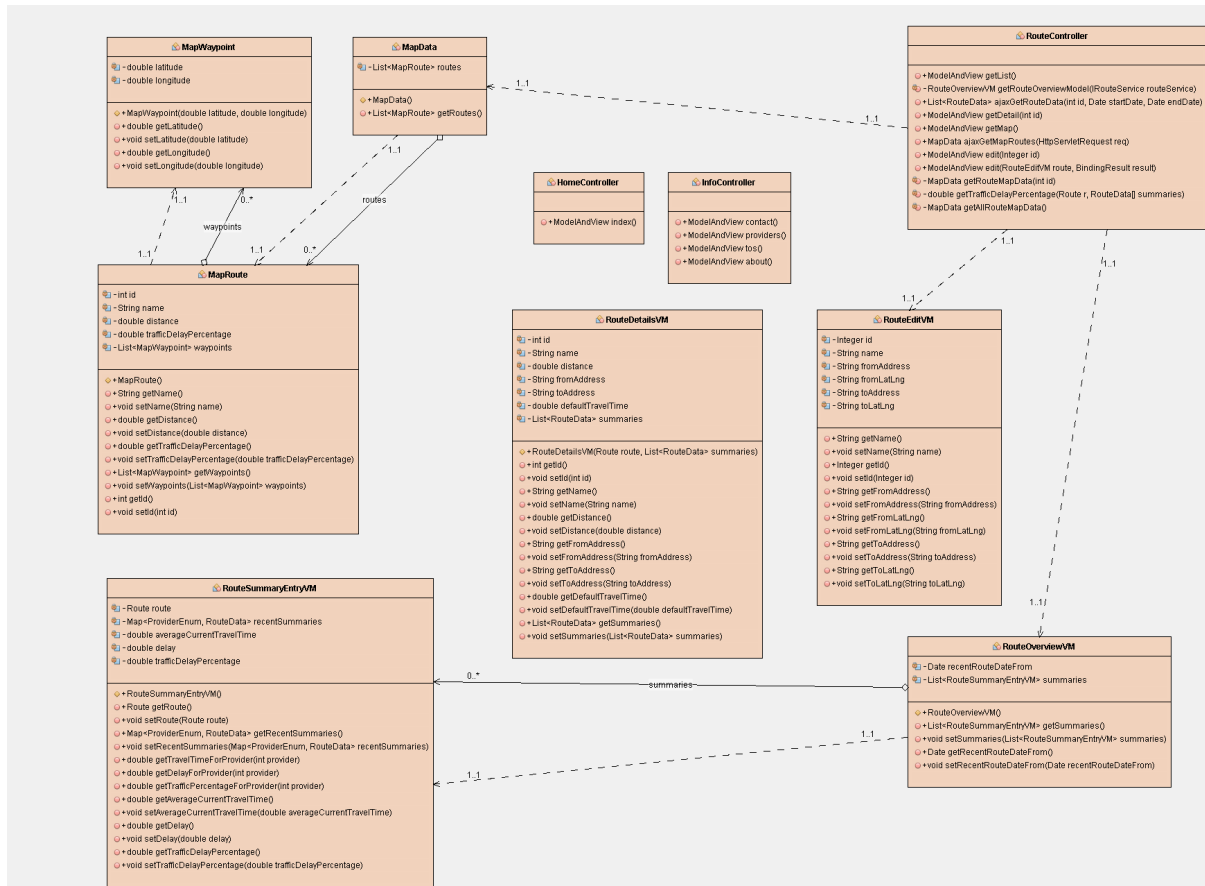 MapWaypoint
-double latitude
-double longitude
+MapWaypoint(double latitude, double longitude)
+double getLatitude()
+void setLatitude(double latitude)
+double getLongitude()
+void setLongitude(double longitude)
MapData
-List<MapRoute> routes
+MapData()
+List<MapRoute> getRoutes()
RouteController
+ModelAndView getList()
-RouteOverviewVM getRouteOverviewModel(IRouteService routeService)
+List<RouteData> ajaxGetRouteData(int id, Date startDate, Date endDate)
+ModelAndView getDetail(int id)
+ModelAndView getMap()
+MapData ajaxGetMapRoutes(HttpServletRequest req)
+ModelAndView edit(Integer id)
+ModelAndView edit(RouteEditVM route, BindingResult result)
-MapData getRouteMapData(int id)
-double getTrafficDelayPercentage(Route r, RouteData[] summaries)
-MapData getAllRouteMapData()
1..1
1..1
1..1
1..1
0..*
waypoints
1..1
1..1
1..1
routes
0..*
HomeController
+ModelAndView index()
InfoController
+ModelAndView contact()
+ModelAndView providers()
+ModelAndView tos()
+ModelAndView about()
1..1
1..1
1..1
1..1
MapRoute
-int id
-String name
-double distance
-double trafficDelayPercentage
-List<MapWaypoint> waypoints
+MapRoute()
+String getName()
+void setName(String name)
+double getDistance()
+void setDistance(double distance)
+double getTrafficDelayPercentage()
+void setTrafficDelayPercentage(double trafficDelayPercentage)
+List<MapWaypoint> getWaypoints()
+void setWaypoints(List<MapWaypoint> waypoints)
+int getId()
+void setId(int id)
RouteDetailsVM
-int id
-String name
-double distance
-String fromAddress
-String toAddress
-double defaultTravelTime
-List<RouteData> summaries
+RouteDetailsVM(Route route, List<RouteData> summaries)
+int getId()
+void setId(int id)
+String getName()
+void setName(String name)
+double getDistance()
+void setDistance(double distance)
+String getFromAddress()
+void setFromAddress(String fromAddress)
+String getToAddress()
+void setToAddress(String toAddress)
+double getDefaultTravelTime()
+void setDefaultTravelTime(double defaultTravelTime)
+List<RouteData> getSummaries()
+void setSummaries(List<RouteData> summaries)
RouteEditVM
-Integer id
-String name
-String fromAddress
-String fromLatLng
-String toAddress
-String toLatLng
+String getName()
+void setName(String name)
+Integer getId()
+void setId(Integer id)
+String getFromAddress()
+void setFromAddress(String fromAddress)
+String getFromLatLng()
+void setFromLatLng(String fromLatLng)
+String getToAddress()
+void setToAddress(String toAddress)
+String getToLatLng()
+void setToLatLng(String toLatLng)
RouteSummaryEntryVM
-Route route
-Map<ProviderEnum, RouteData> recentSummaries
-double averageCurrentTravelTime
-double delay
-double trafficDelayPercentage
+RouteSummaryEntryVM()
+Route getRoute()
+void setRoute(Route route)
+Map<ProviderEnum, RouteData> getRecentSummaries()
+void setRecentSummaries(Map<ProviderEnum, RouteData> recentSummaries)
+double getTravelTimeForProvider(int provider)
+double getDelayForProvider(int provider)
+double getTrafficPercentageForProvider(int provider)
+double getAverageCurrentTravelTime()
+void setAverageCurrentTravelTime(double averageCurrentTravelTime)
+double getDelay()
+void setDelay(double delay)
+double getTrafficDelayPercentage()
+void setTrafficDelayPercentage(double trafficDelayPercentage)
0..*
summaries
1..1
1..1
RouteOverviewVM
-Date recentRouteDateFrom
-List<RouteSummaryEntryVM> summaries
+RouteOverviewVM()
+List<RouteSummaryEntryVM> getSummaries()
+void setSummaries(List<RouteSummaryEntryVM> summaries)
+Date getRecentRouteDateFrom()
+void setRecentRouteDateFrom(Date recentRouteDateFrom)